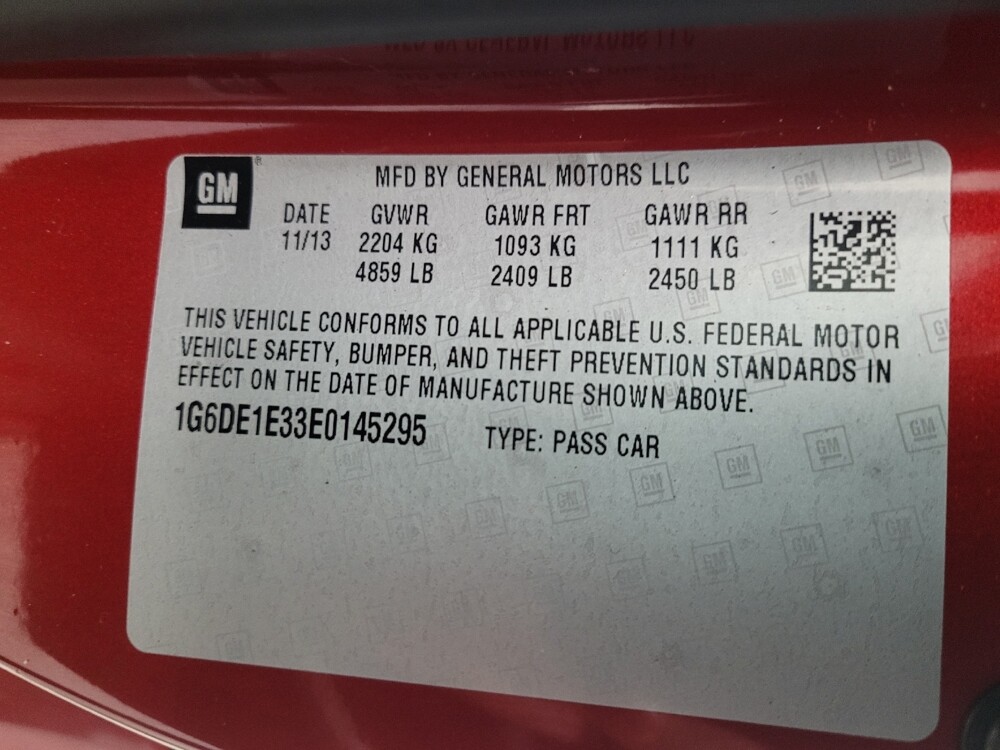 GM
MFD BY GENERAL MOTORS LLC
DATE GVWR GAWR FRT GAWR RR
11/13 2204 KG 1093 KG 1111 KG
4859 LB 2409 LB 2450 LB
THIS VEHICLE CONFORMS TO ALL APPLICABLE U.S. FEDERAL MOTOR
VEHICLE SAFETY, BUMPER, AND THEFT PREVENTION STANDARDS IN
EFFECT ON THE DATE OF MANUFACTURE SHOWN ABOVE.
1G6DE1E33E0145295 TYPE: PASS CAR